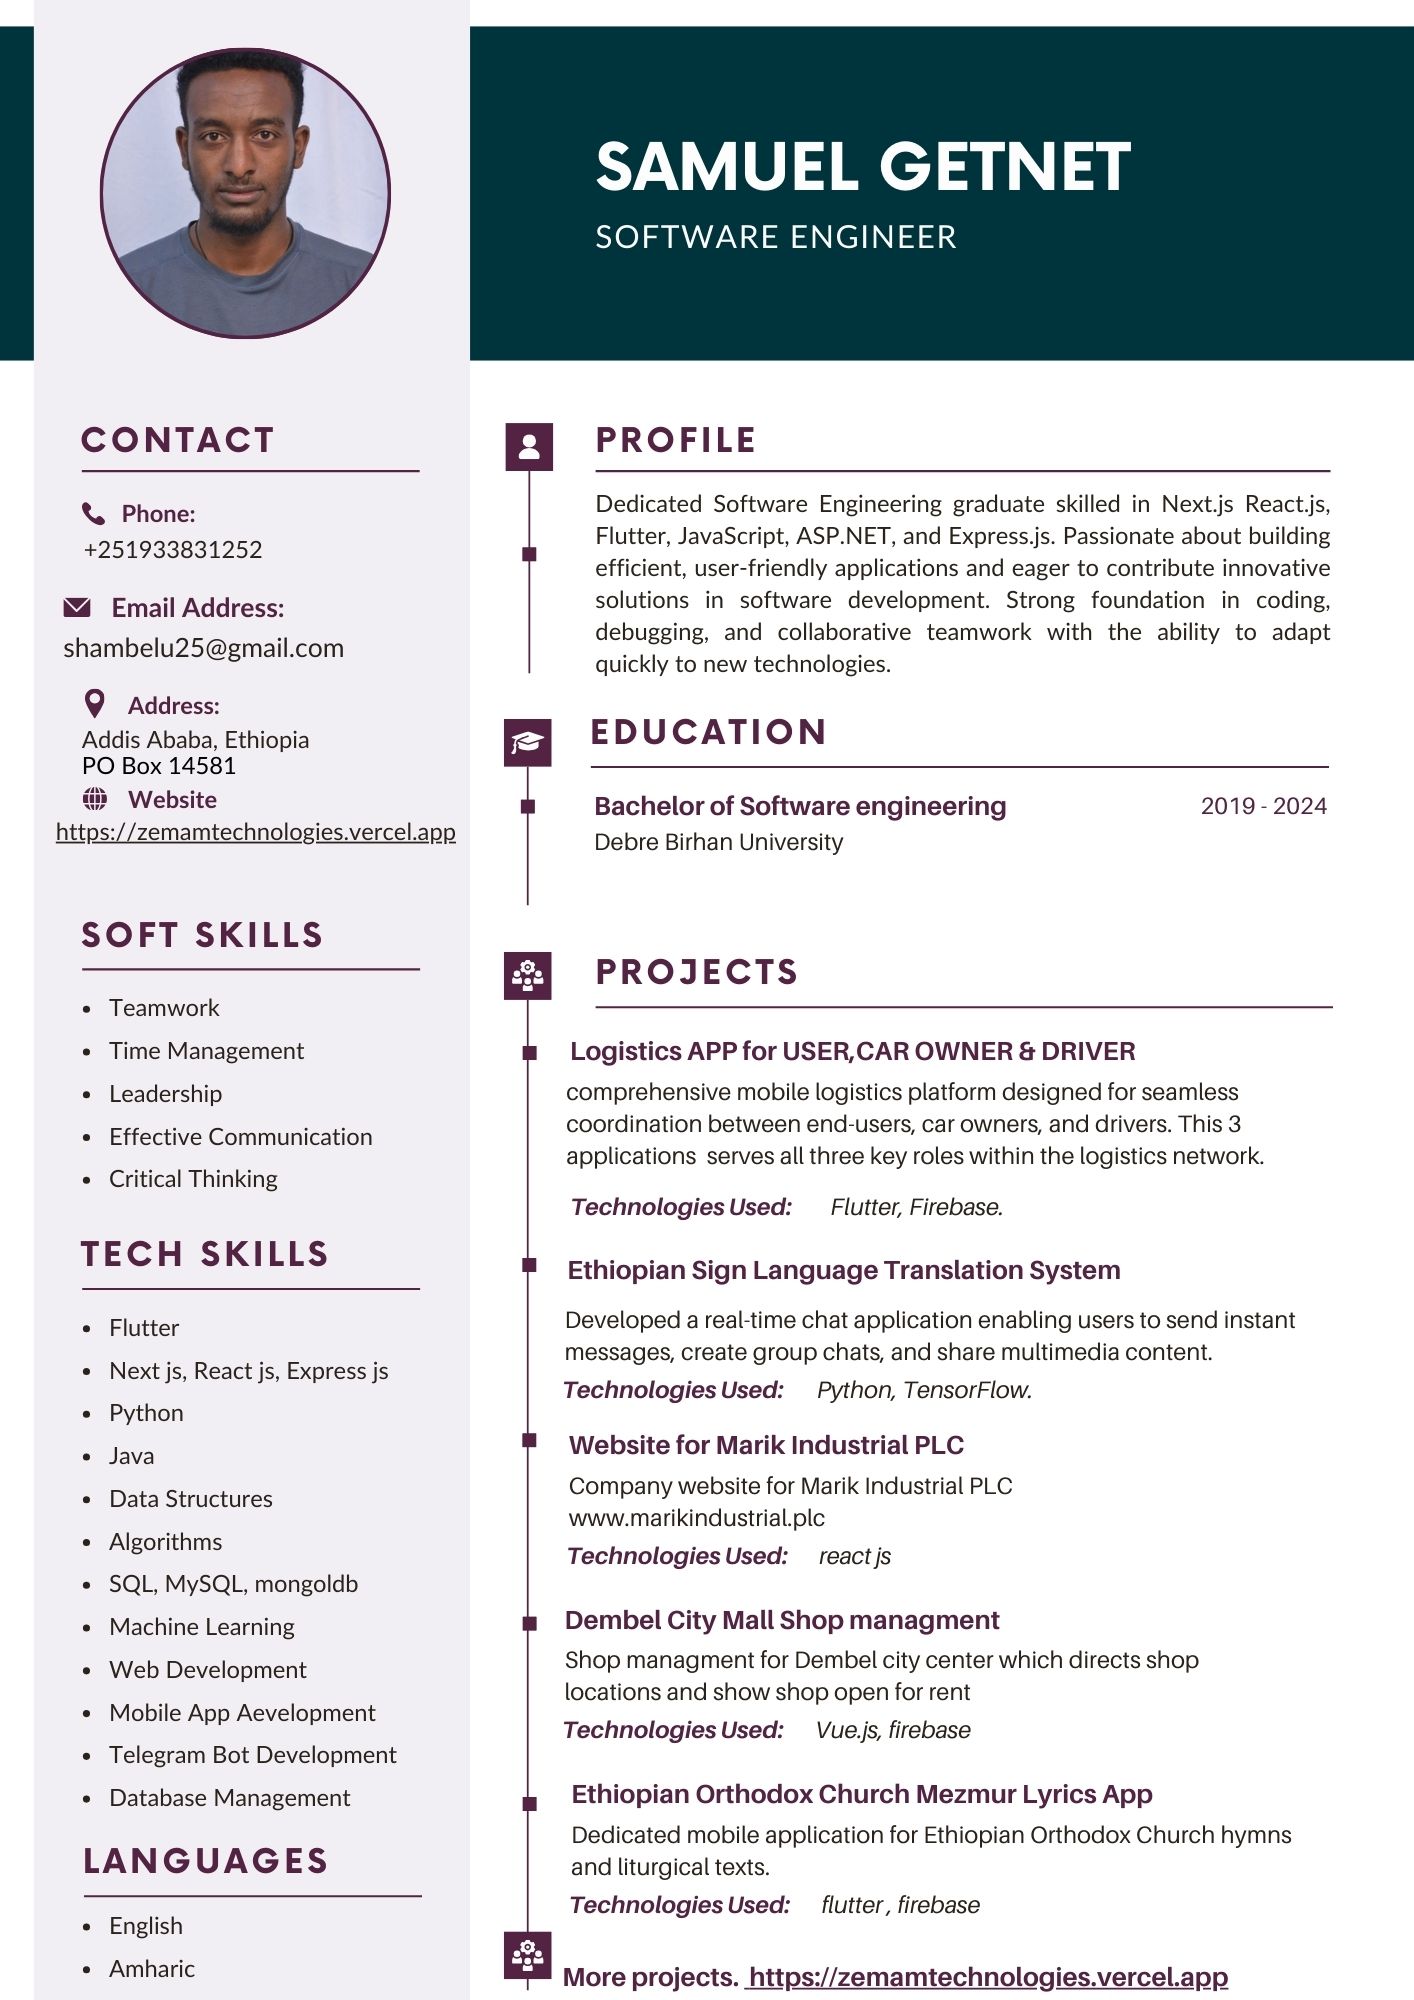 SAMUEL GETNET
SOFTWARE ENGINEER
CONTACT
Phone:
+251933831252
Email Address:
shambelu25@gmail.com
Address:
Addis Ababa, Ethiopia
PO Box 14581
Website
https://zemamtechnologies.vercel.app
SOFT SKILLS
• Teamwork
• Time Management
• Leadership
• Effective Communication
• Critical Thinking
TECH SKILLS
• Flutter
• Next js, React js, Express js
• Python
• Java
• Data Structures
• Algorithms
• SQL, MySQL, mongoldb
• Machine Learning
• Web Development
• Mobile App Aevelopment
• Telegram Bot Development
• Database Management
LANGUAGES
• English
• Amharic
PROFILE
Dedicated Software Engineering graduate skilled in Next.js React.js,
Flutter, JavaScript, ASP.NET, and Express.js. Passionate about building
efficient, user-friendly applications and eager to contribute innovative
solutions in software development. Strong foundation in coding,
debugging, and collaborative teamwork with the ability to adapt
quickly to new technologies.
EDUCATION
Bachelor of Software engineering 2019 - 2024
Debre Birhan University
PROJECTS
Logistics APP for USER,CAR OWNER & DRIVER
comprehensive mobile logistics platform designed for seamless
coordination between end-users, car owners, and drivers. This 3
applications serves all three key roles within the logistics network.
Technologies Used: Flutter, Firebase.
Ethiopian Sign Language Translation System
Developed a real-time chat application enabling users to send instant
messages, create group chats, and share multimedia content.
Technologies Used: Python, TensorFlow.
Website for Marik Industrial PLC
Company website for Marik Industrial PLC
www.marikindustrial.plc
Technologies Used: react js
Dembel City Mall Shop managment
Shop managment for Dembel city center which directs shop
locations and show shop open for rent
Technologies Used: Vue.js, firebase
Ethiopian Orthodox Church Mezmur Lyrics App
Dedicated mobile application for Ethiopian Orthodox Church hymns
and liturgical texts.
Technologies Used: flutter , firebase
More projects. https://zemamtechnologies.vercel.app